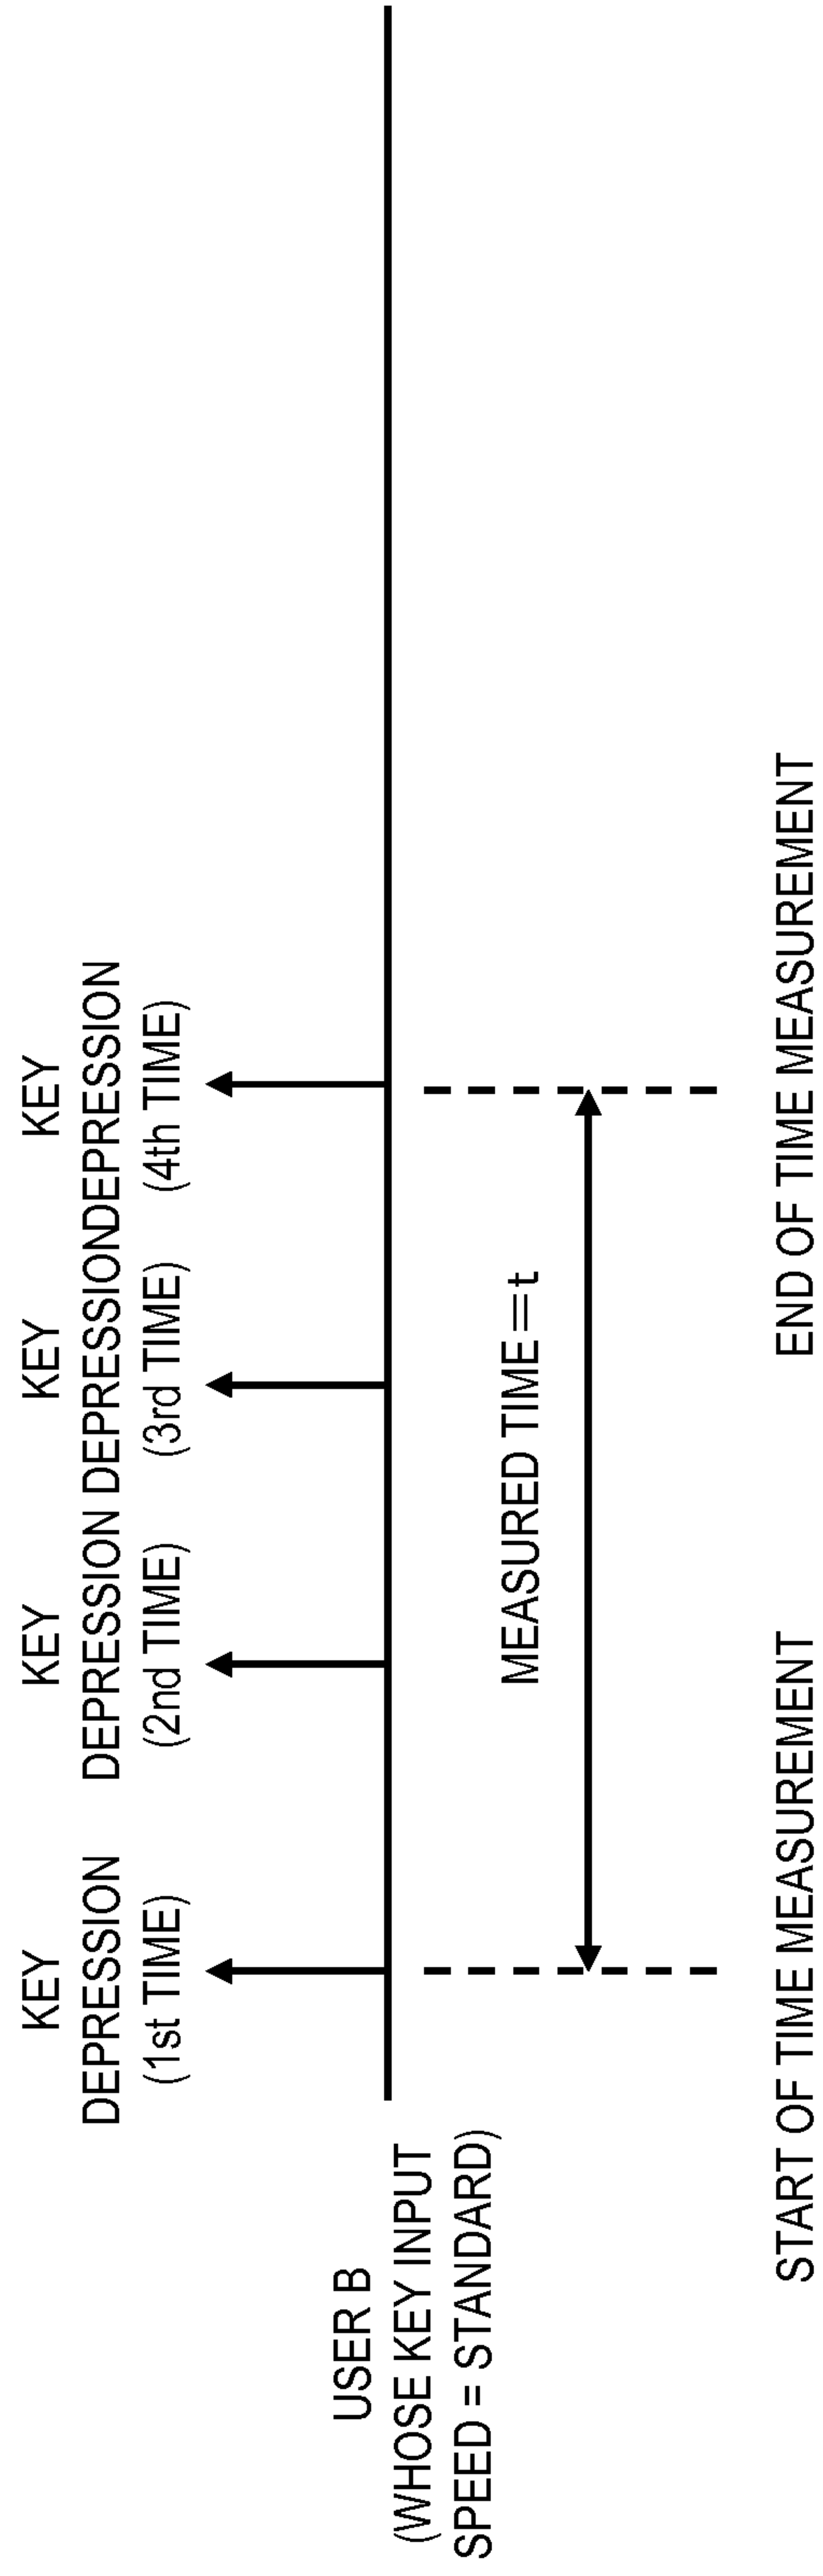 KEY
DEPRESSION
(1st TIME)
KEY
DEPRESSION
(2nd TIME)
KEY
DEPRESSION
(3rd TIME)
KEY
DEPRESSION
(4th TIME)
USER B
(WHOSE KEY INPUT
SPEED = STANDARD)
MEASURED TIME=t
START OF TIME MEASUREMENT
END OF TIME MEASUREMENT